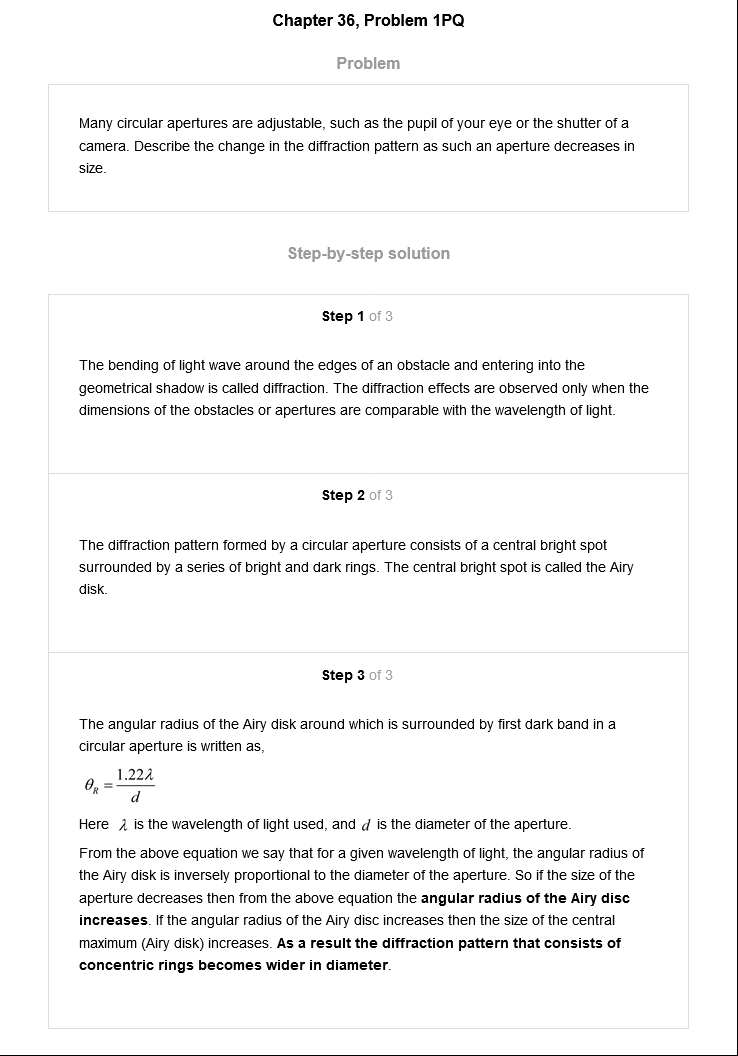 Chapter 36, Problem 1PQ
Problem
Many circular apertures are adjustable, such as the pupil of your eye or the shutter of a
camera. Describe the change in the diffraction pattern as such an aperture decreases in
size.
Step-by-step solution
Step 1 of 3
The bending of light wave around the edges of an obstacle and entering into the
geometrical shadow is called diffraction. The diffraction effects are observed only when the
dimensions of the obstacles or apertures are comparable with the wavelength of light.
Step 2 of 3
The diffraction pattern formed by a circular aperture consists of a central bright spot
surrounded by a series of bright and dark rings. The central bright spot is called the Airy
disk.
Step 3 of 3
The angular radius of the Airy disk around which is surrounded by first dark band in a
circular aperture is written as,
θ_R = 1.22λ / d
Here λ is the wavelength of light used, and d is the diameter of the aperture.
From the above equation we say that for a given wavelength of light, the angular radius of
the Airy disk is inversely proportional to the diameter of the aperture. So if the size of the
aperture decreases then from the above equation the angular radius of the Airy disc
increases. If the angular radius of the Airy disc increases then the size of the central
maximum (Airy disk) increases. As a result the diffraction pattern that consists of
concentric rings becomes wider in diameter.